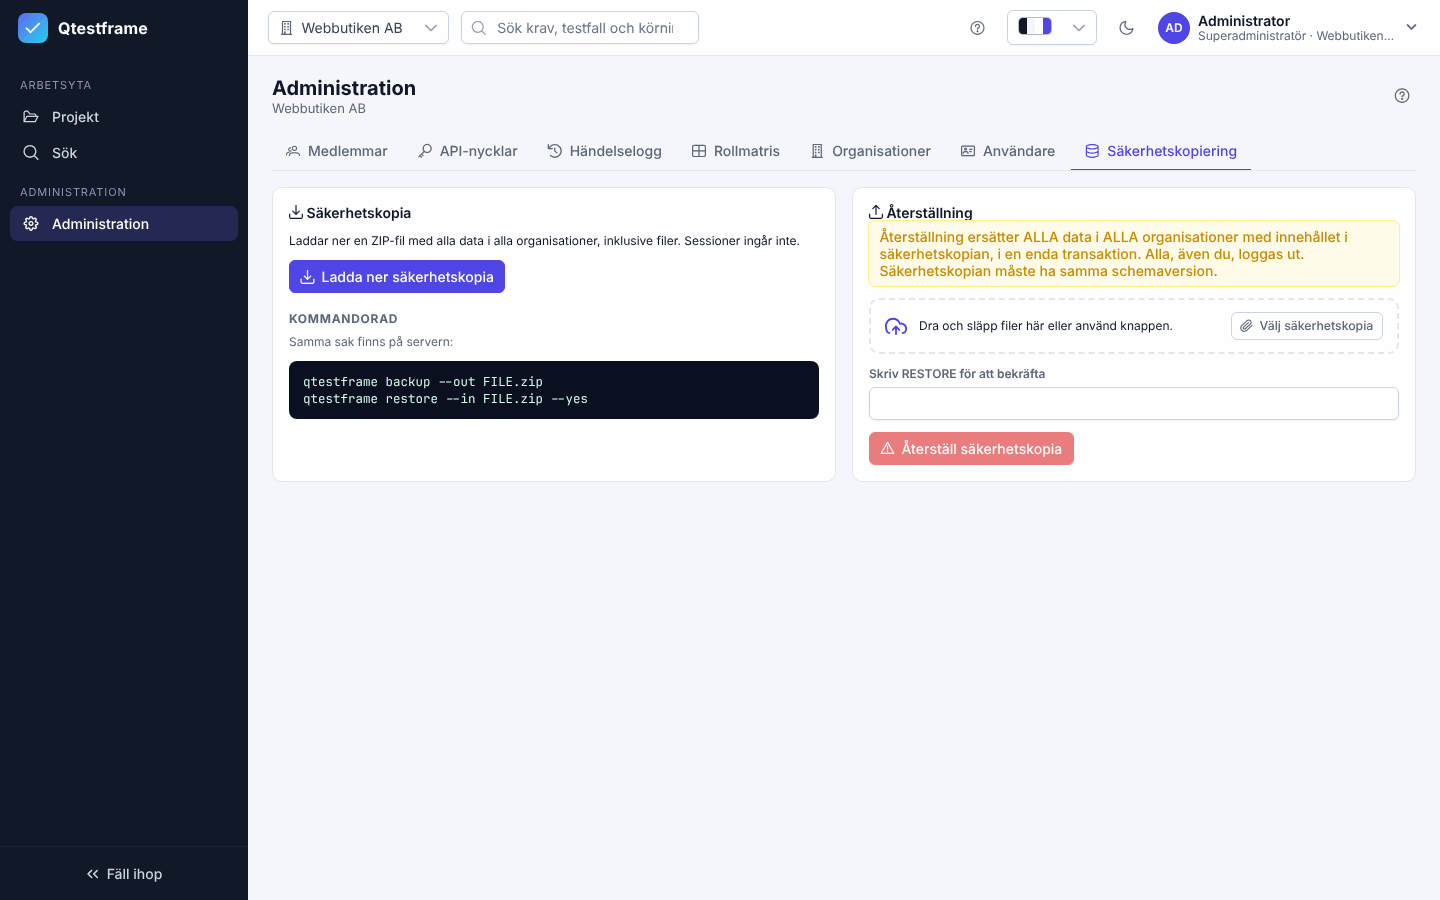 Qtestframe
Webbutiken AB
Sök krav, testfall och körnin
AD
Administrator
Superadministratör · Webbutiken...
ARBETSYTA
Projekt
Sök
ADMINISTRATION
Administration
Fäll ihop
Administration
Webbutiken AB
Medlemmar
API-nycklar
Händelselogg
Rollmatris
Organisationer
Användare
Säkerhetskopiering
Säkerhetskopia
Laddar ner en ZIP-fil med alla data i alla organisationer, inklusive filer. Sessioner ingår inte.
Ladda ner säkerhetskopia
KOMMANDORAD
Samma sak finns på servern:
qtestframe backup --out FILE.zip
qtestframe restore --in FILE.zip --yes
Återställning
Återställning ersätter ALLA data i ALLA organisationer med innehållet i
säkerhetskopian, i en enda transaktion. Alla, även du, loggas ut.
Säkerhetskopian måste ha samma schemaversion.
Dra och släpp filer här eller använd knappen.
Välj säkerhetskopia
Skriv RESTORE för att bekräfta
Återställ säkerhetskopia